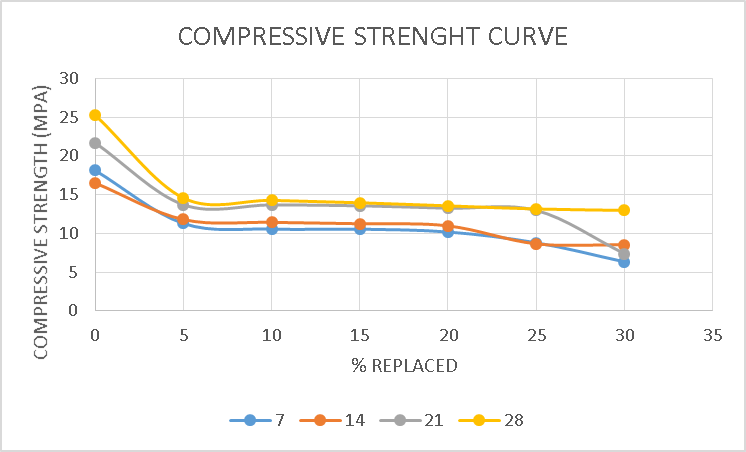 COMPRESSIVE STRENGHT CURVE
COMPRESSIVE STRENGTH (MPA)
30
25
20
15
10
5
0
0 5 10 15 20 25 30 35
% REPLACED
7 14 21 28